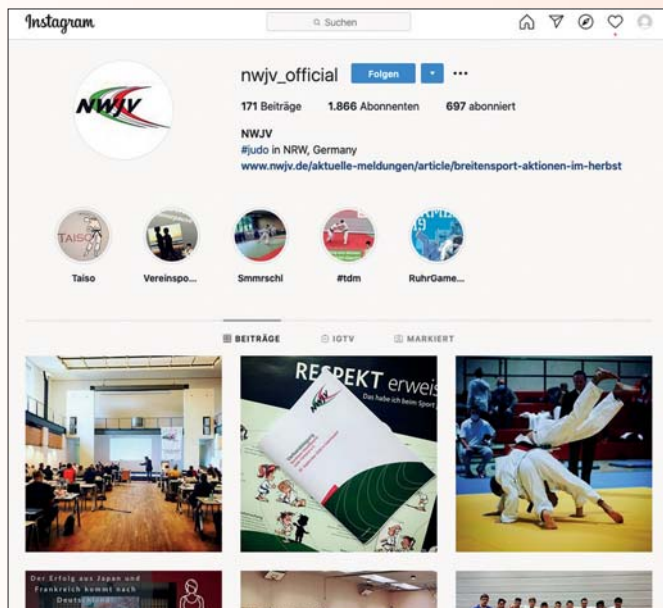 Instagram
Suchen
nwjv_official Folgen
171 Beiträge 1.866 Abonnenten 697 abonniert
NWJV
NWJV
#judo in NRW, Germany
www.nwjv.de/aktuelle-meldungen/article/breitensport-aktionen-im-herbst
TAISO
Taiso Vereinspo... Smmrschl #tdm RuhrGame...
BEITRÄGE IGTV MARKIERT
RESPEKT erweis
Das habe ich beim Sport
NWJV
Der Erfolg aus Japan und
Frankreich kommt nach
Deutschland